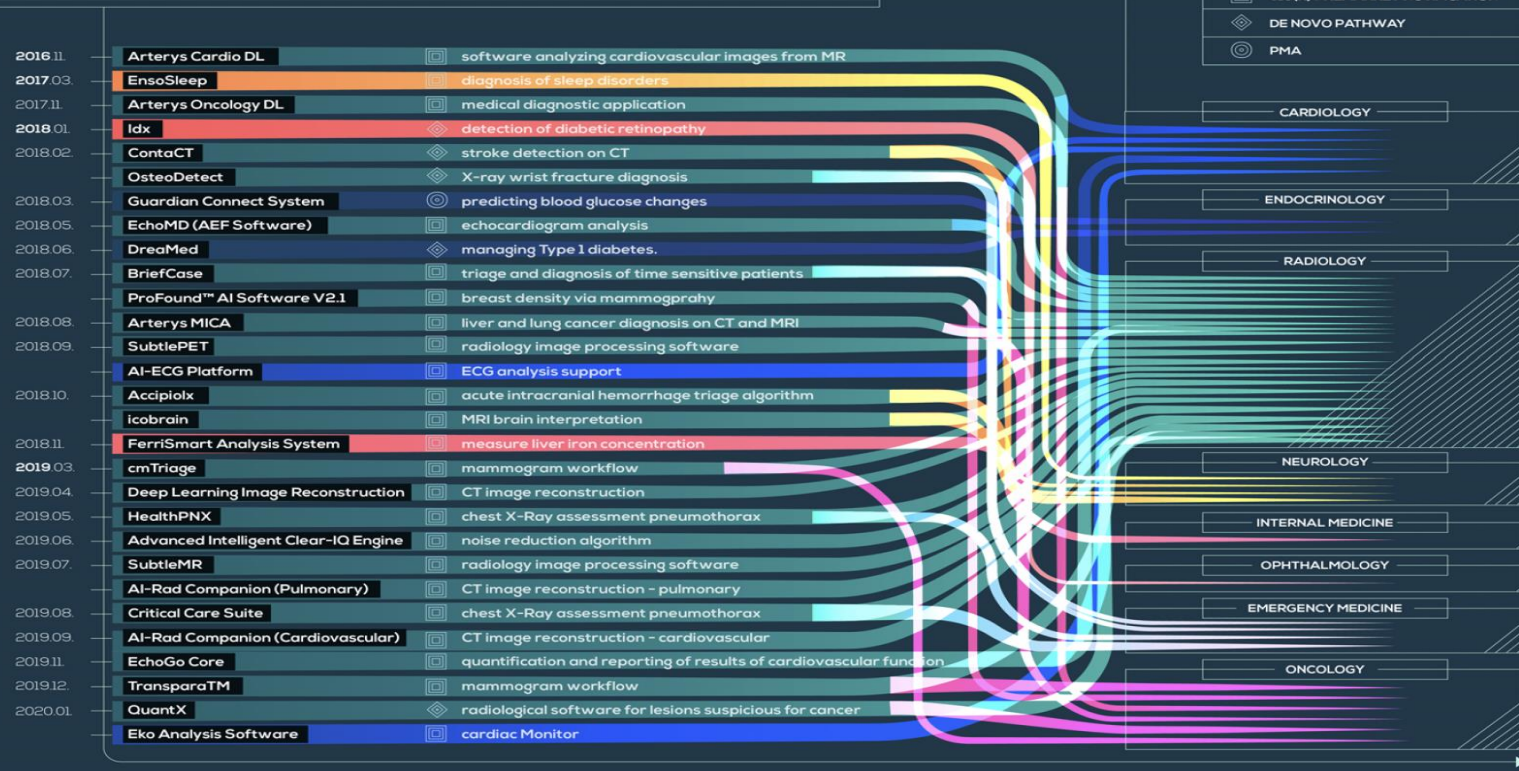 DE NOVO PATHWAY
PMA
2016.11. Arterys Cardio DL software analyzing cardiovascular images from MR
2017.03. EnsoSleep diagnosis of sleep disorders
2017.11. Arterys Oncology DL medical diagnostic application
2018.01. Idx detection of diabetic retinopathy
2018.02. ContaCT stroke detection on CT
OsteoDetect X-ray wrist fracture diagnosis
2018.03. Guardian Connect System predicting blood glucose changes
2018.05. EchoMD (AEF Software) echocardiogram analysis
2018.06. DreaMed managing Type 1 diabetes.
2018.07. BriefCase triage and diagnosis of time sensitive patients
ProFound™ AI Software V2.1 breast density via mammogprahy
2018.08. Arterys MICA liver and lung cancer diagnosis on CT and MRI
2018.09. SubtlePET radiology image processing software
AI-ECG Platform ECG analysis support
2018.10. Accipiolx acute intracranial hemorrhage triage algorithm
icobrain MRI brain interpretation
2018.11. FerriSmart Analysis System measure liver iron concentration
2019.03. cmTriage mammogram workflow
2019.04. Deep Learning Image Reconstruction CT image reconstruction
2019.05. HealthPNX chest X-Ray assessment pneumothorax
2019.06. Advanced Intelligent Clear-IQ Engine noise reduction algorithm
2019.07. SubtleMR radiology image processing software
AI-Rad Companion (Pulmonary) CT image reconstruction - pulmonary
2019.08. Critical Care Suite chest X-Ray assessment pneumothorax
2019.09. AI-Rad Companion (Cardiovascular) CT image reconstruction - cardiovascular
2019.11. EchoGo Core quantification and reporting of results of cardiovascular function
2019.12. TransparaTM mammogram workflow
2020.01. QuantX radiological software for lesions suspicious for cancer
Eko Analysis Software cardiac Monitor
CARDIOLOGY
ENDOCRINOLOGY
RADIOLOGY
NEUROLOGY
INTERNAL MEDICINE
OPHTHALMOLOGY
EMERGENCY MEDICINE
ONCOLOGY